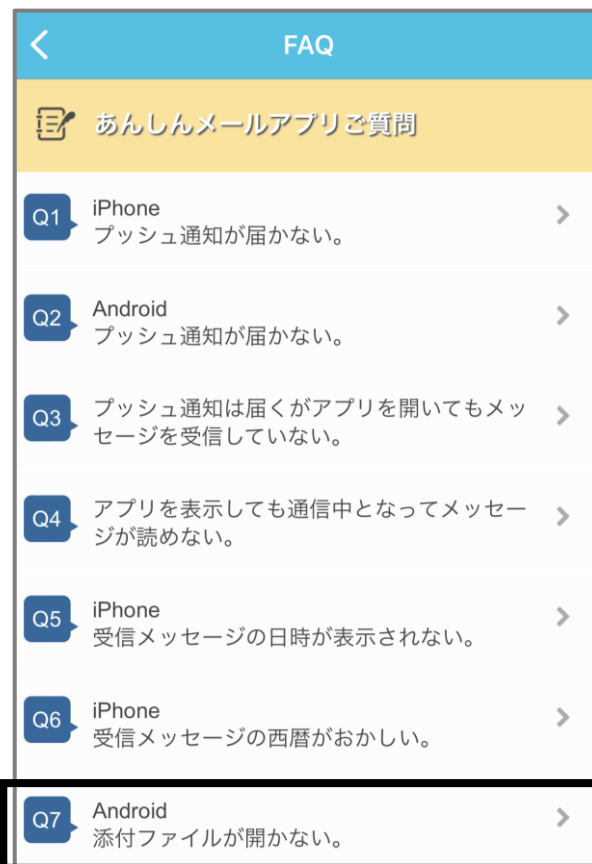 FAQ
あんしんメールアプリご質問
Q1
iPhone
プッシュ通知が届かない。
Q2
Android
プッシュ通知が届かない。
Q3
プッシュ通知は届くがアプリを開いてもメッ
セージを受信していない。
Q4
アプリを表示しても通信中となってメッセー
ジが読めない。
Q5
iPhone
受信メッセージの日時が表示されない。
Q6
iPhone
受信メッセージの西暦がおかしい。
Q7
Android
添付ファイルが開かない。